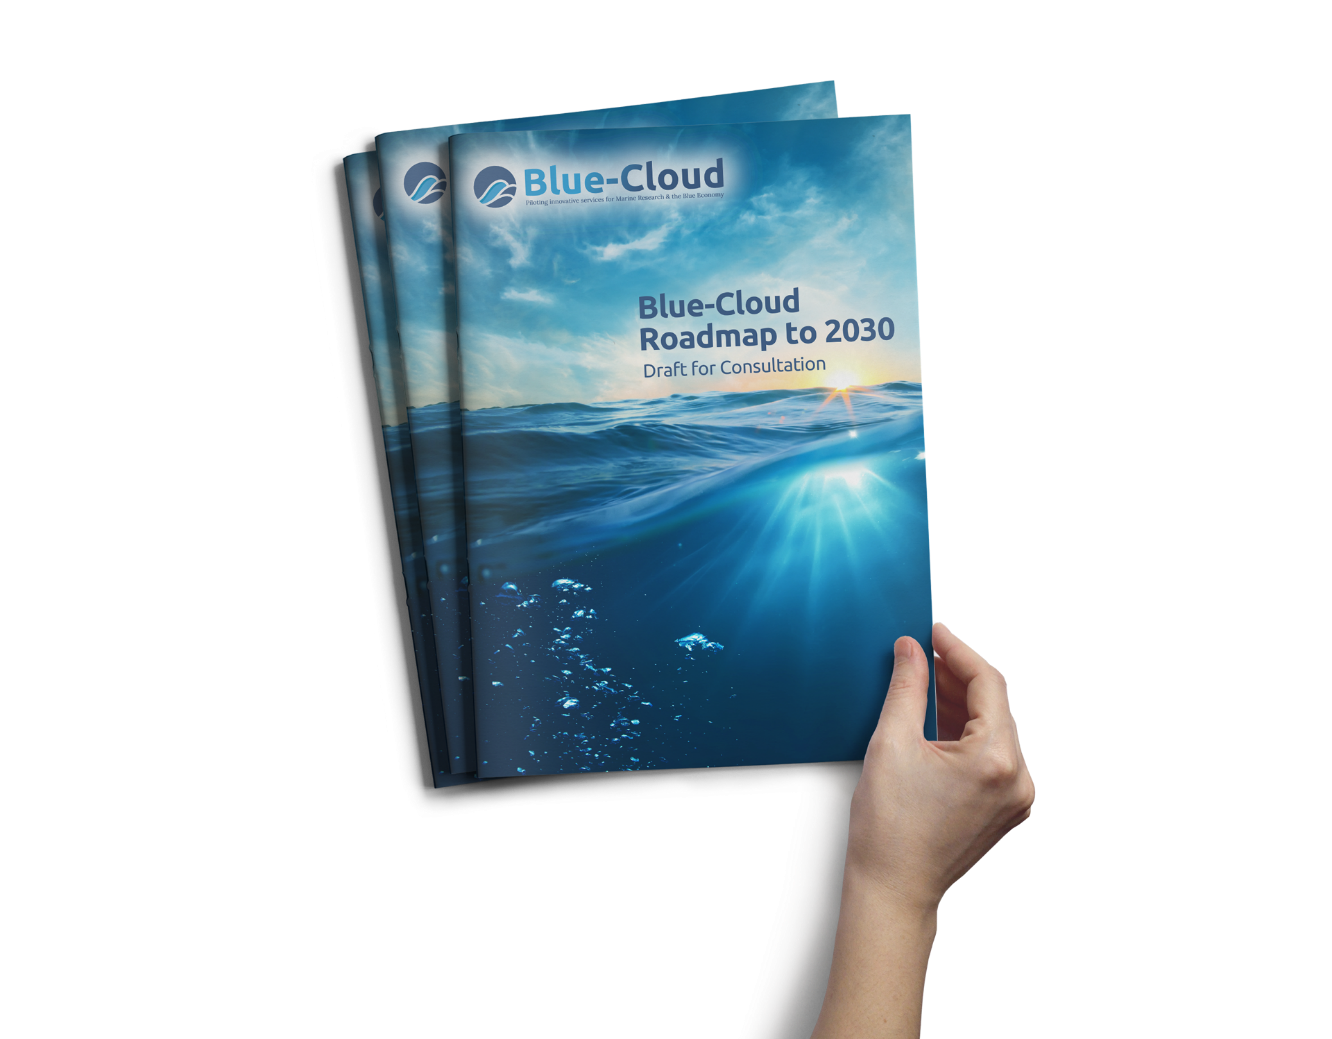 Blue-Cloud
Piloting innovative services for Marine Research & the Blue Economy
Blue-Cloud
Roadmap to 2030
Draft for Consultation